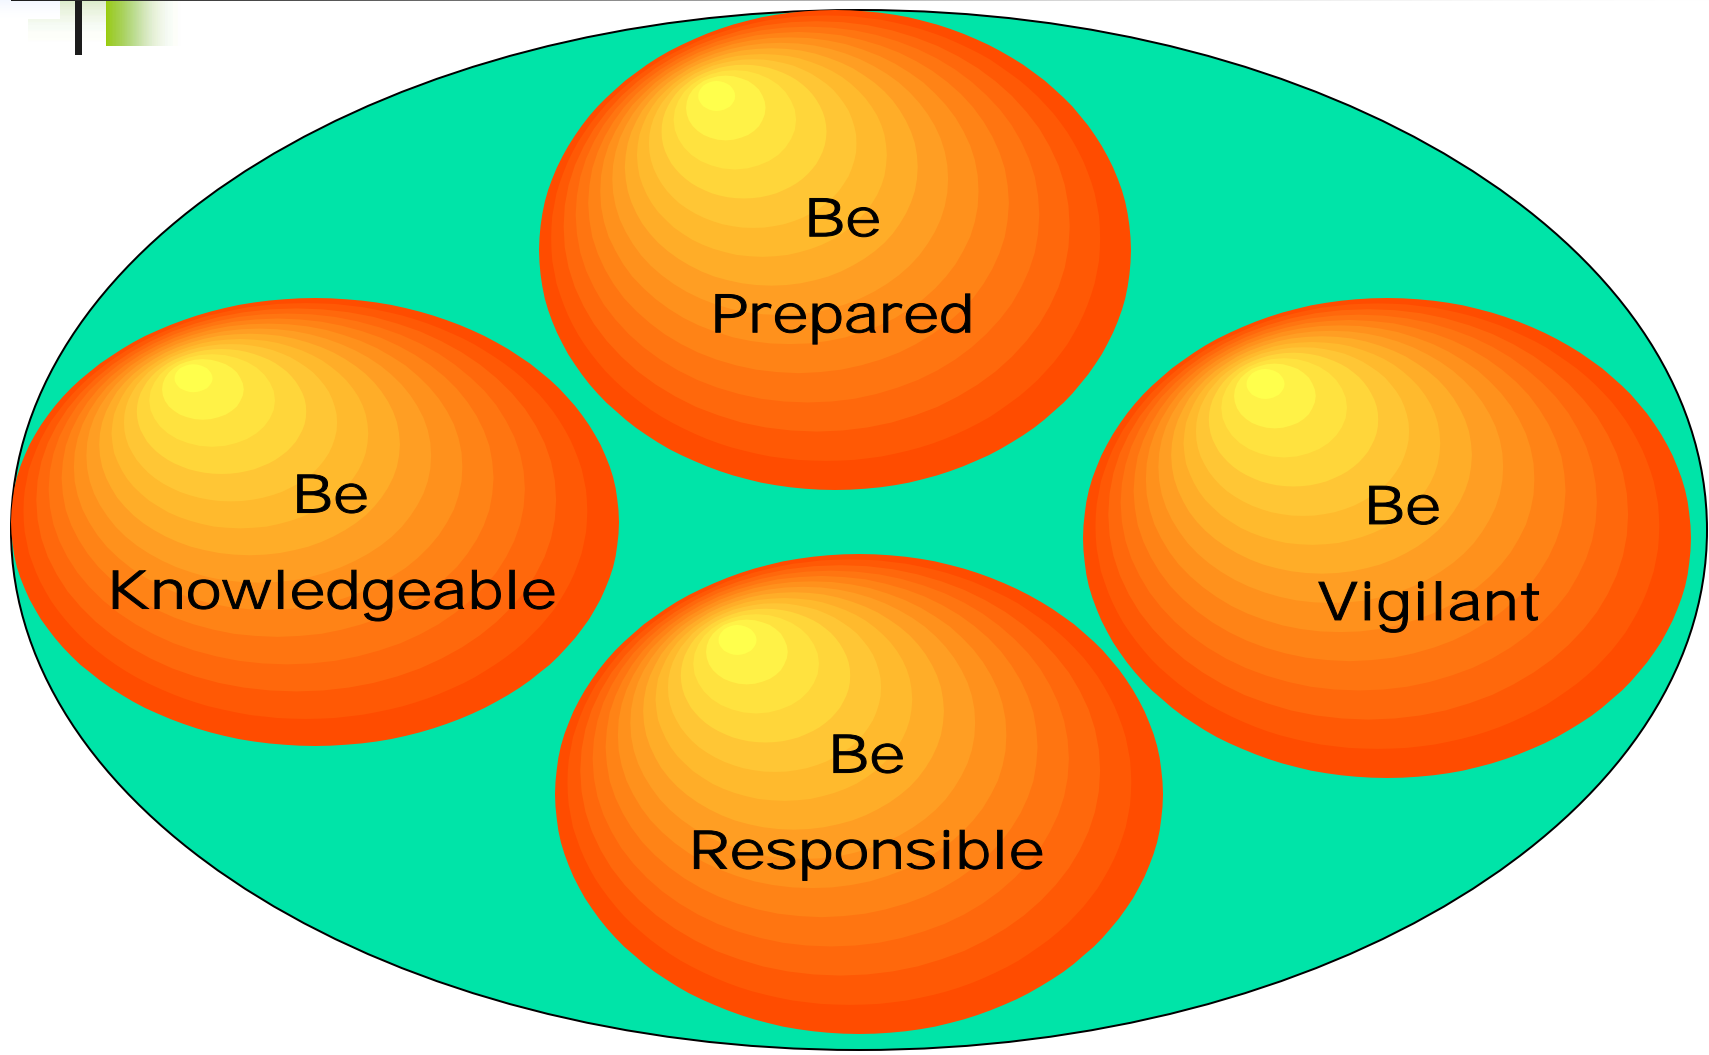 Be
Prepared
Be
Knowledgeable
Be
Vigilant
Be
Responsible